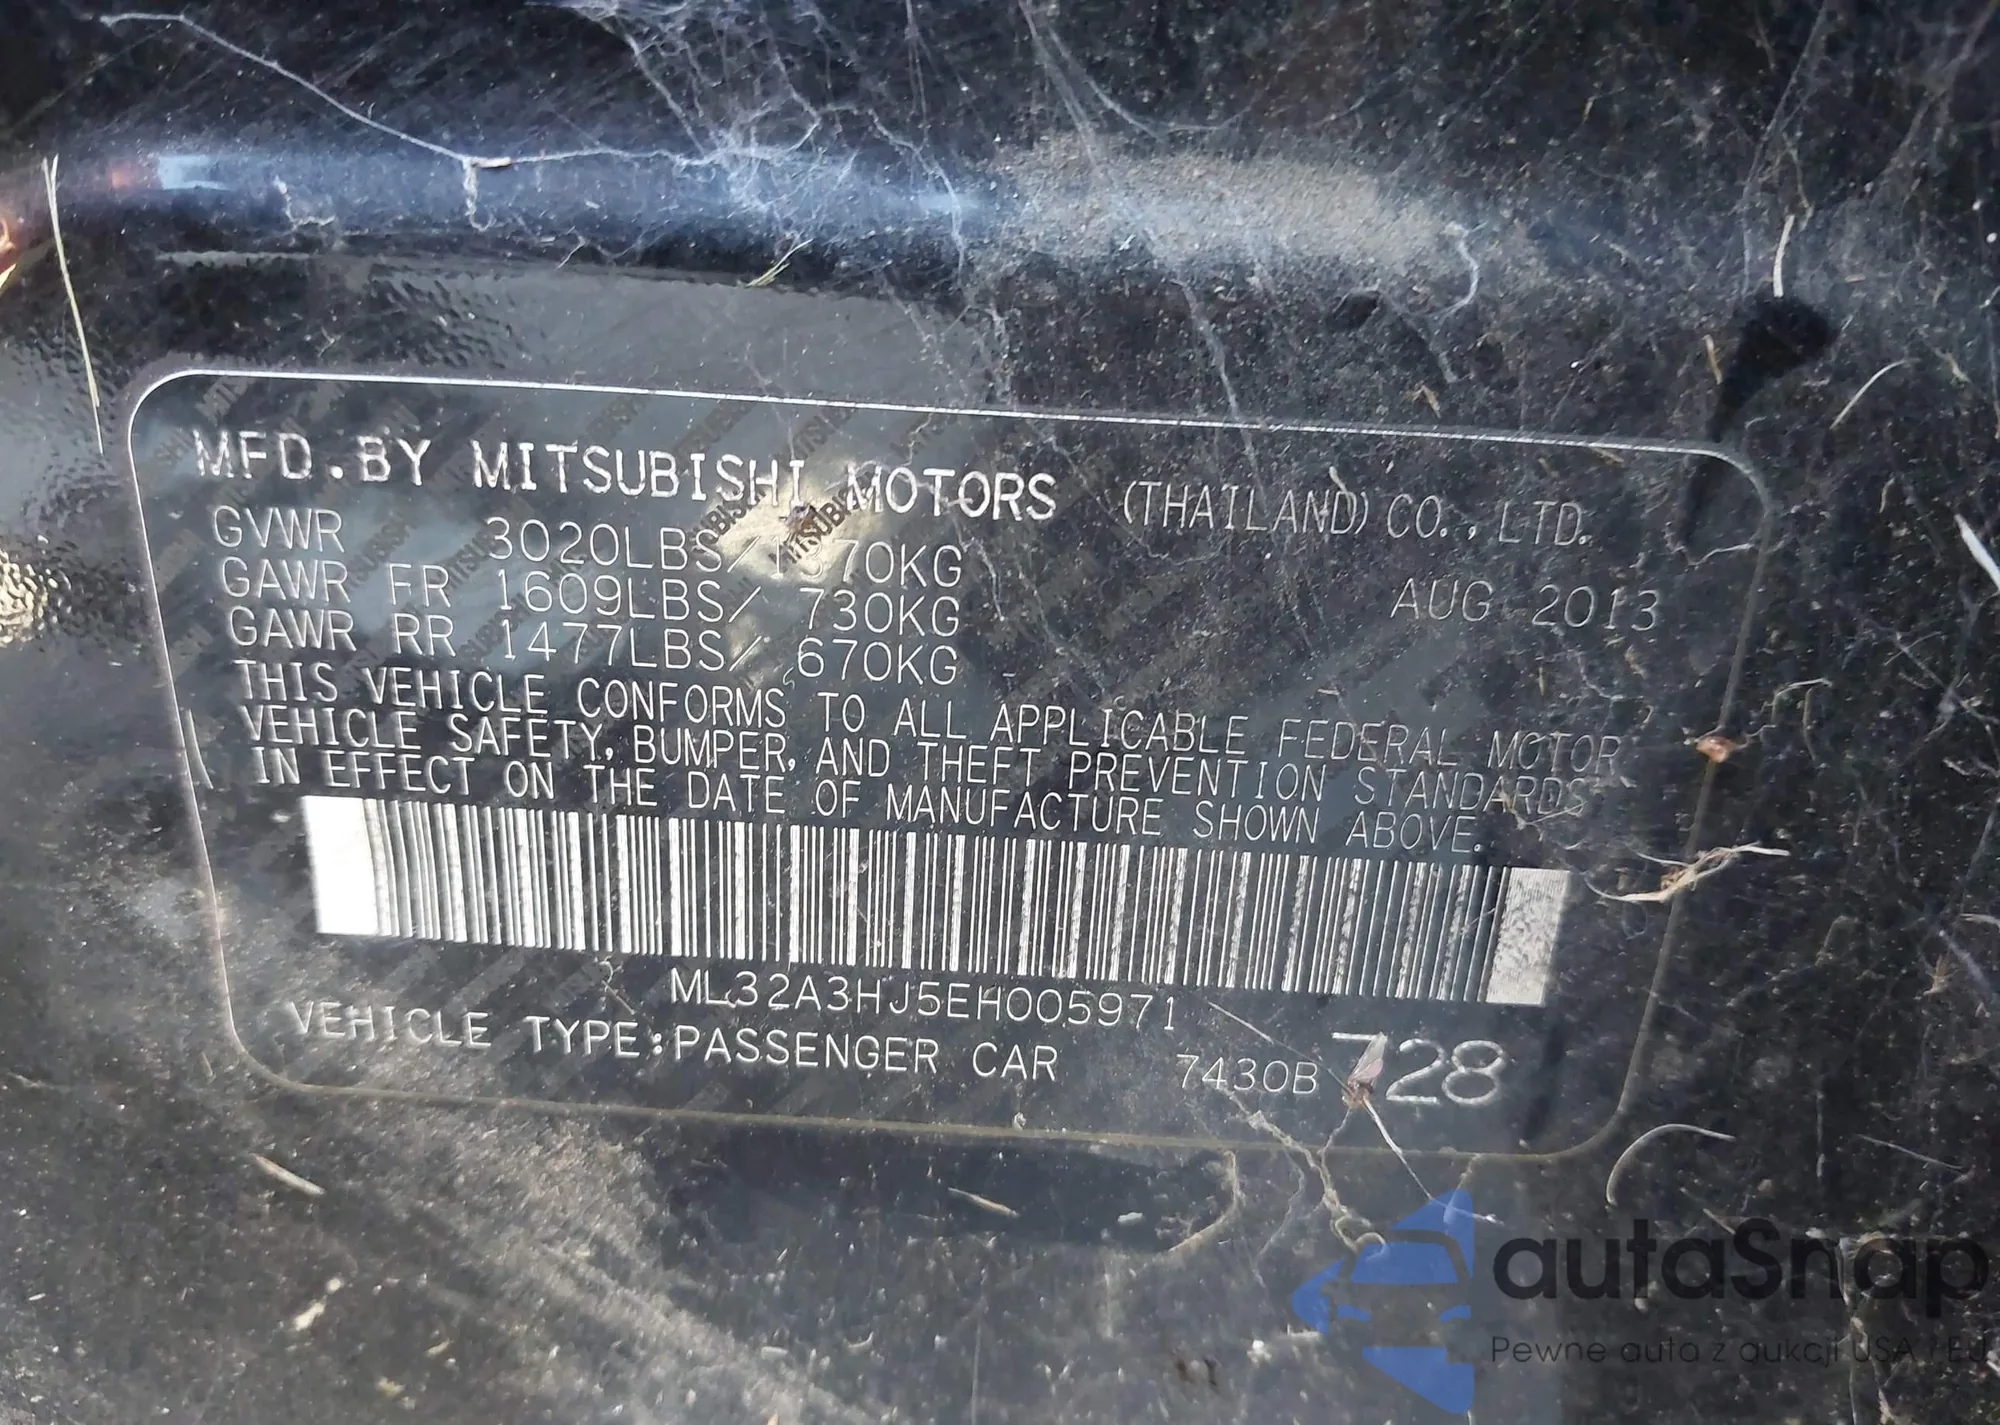 MFD.BY MITSUBISHI MOTORS (THAILAND) CO., LTD.
GVWR 3020LBS/1370KG
GAWR FR 1609LBS/ 730KG AUG 2013
GAWR RR 1477LBS/ 670KG
THIS VEHICLE CONFORMS TO ALL APPLICABLE FEDERAL MOTOR
VEHICLE SAFETY, BUMPER, AND THEFT PREVENTION STANDARDS
IN EFFECT ON THE DATE OF MANUFACTURE SHOWN ABOVE.
ML32A3HJ5EH005971
VEHICLE TYPE:PASSENGER CAR 7430B 728
autaSnap
Pewne auta z aukcji USA / EU